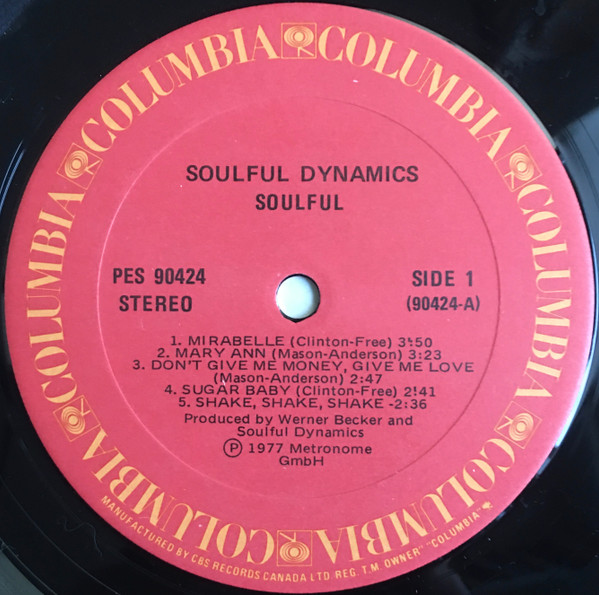 COLUMBIA COLUMBIA COLUMBIA COLUMBIA COLUMBIA COLUMBIA COLUMBIA COLUMBIA
SOULFUL DYNAMICS
SOULFUL
PES 90424
STEREO
SIDE 1
(90424-A)
1. MIRABELLE (Clinton-Free) 3:50
2. MARY ANN (Mason-Anderson) 3:23
3. DON'T GIVE ME MONEY, GIVE ME LOVE
(Mason-Anderson) 2:47
4. SUGAR BABY (Clinton-Free) 2:41
5. SHAKE, SHAKE, SHAKE -2:36
Produced by Werner Becker and
Soulful Dynamics
Ⓟ 1977 Metronome
GmbH
MANUFACTURED BY CBS RECORDS CANADA LTD REG. T.M. OWNER "COLUMBIA"